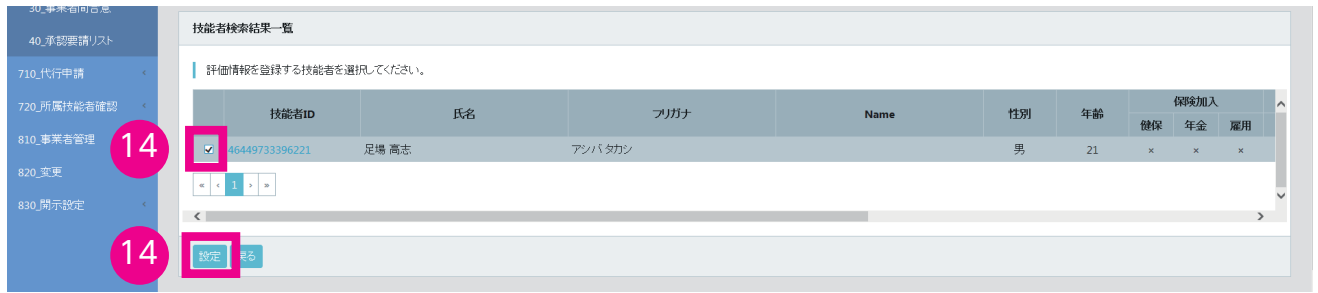 30_事業者間合意
40_承認要請リスト
710_代行申請
720_所属技能者確認
810_事業者管理
820_変更
830_開示設定
技能者検索結果一覧
評価情報を登録する技能者を選択してください。
技能者ID 氏名 フリガナ Name 性別 年齢 保険加入
健保 年金 雇用
14 46449733396221 足場 高志 アシバ タカシ 男 21 × × ×
« ‹ 1 › »
14 設定 戻る